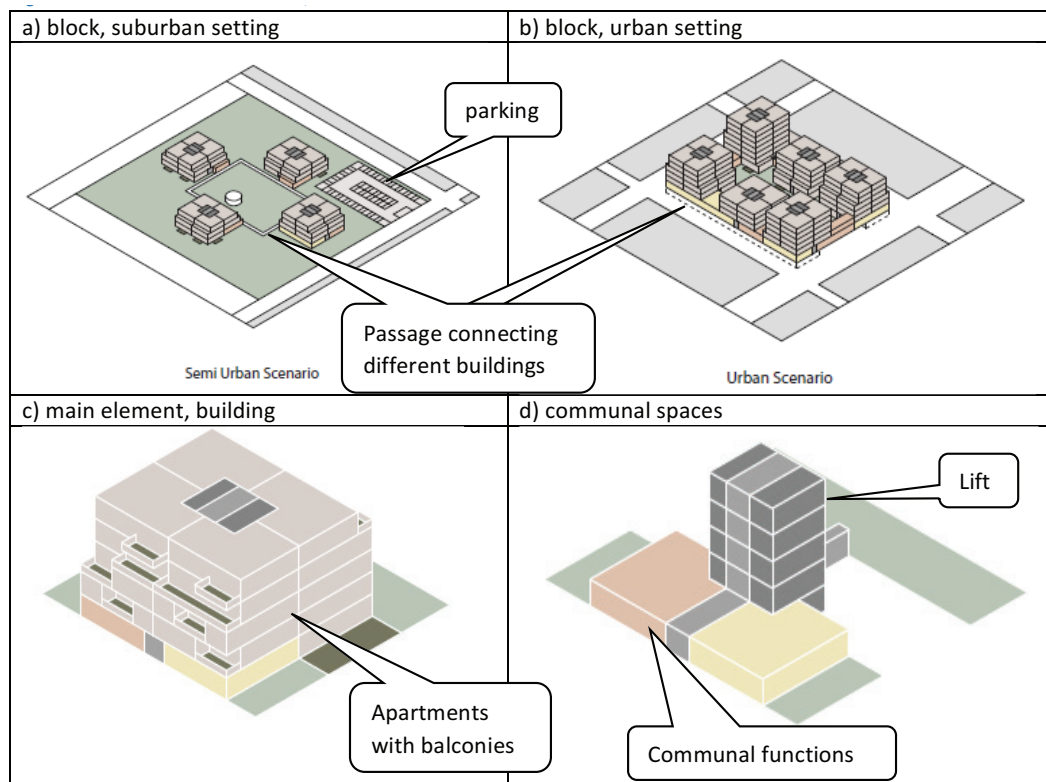 a) block, suburban setting
b) block, urban setting
parking
Passage connecting
different buildings
Semi Urban Scenario
Urban Scenario
c) main element, building
d) communal spaces
Lift
Apartments
with balconies
Communal functions